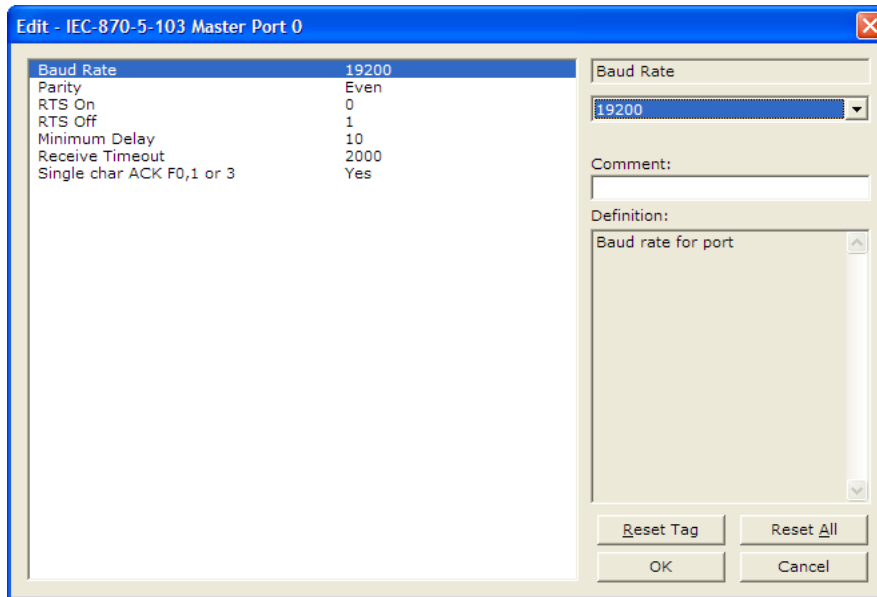 Edit - IEC-870-5-103 Master Port 0
Baud Rate 19200
Parity Even
RTS On 0
RTS Off 1
Minimum Delay 10
Receive Timeout 2000
Single char ACK F0,1 or 3 Yes
Baud Rate
19200
Comment:
Definition:
Baud rate for port
Reset Tag Reset All
OK Cancel